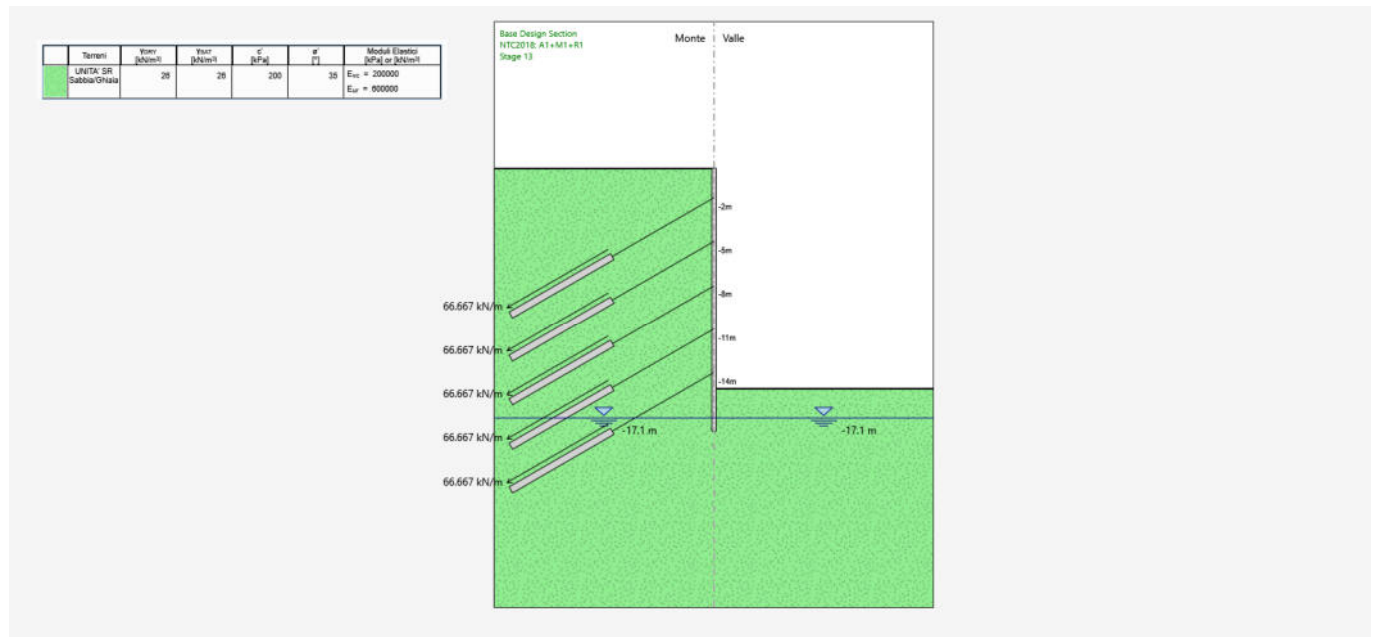 Base Design Section
NTC2018: A1+M1+R1
Stage 13
Monte Valle
Terreni γDRY γSAT c' ø' Moduli Elastici
[kN/m³] [kN/m³] [kPa] [°] [kPa] or [kN/m³]
UNITA' SR
Sabbia/Ghiaia 26 26 200 35 Evc = 200000
Eur = 600000
-2m
-5m
-8m
-11m
-14m
66.667 kN/m
66.667 kN/m
66.667 kN/m
66.667 kN/m
66.667 kN/m
-17.1 m -17.1 m